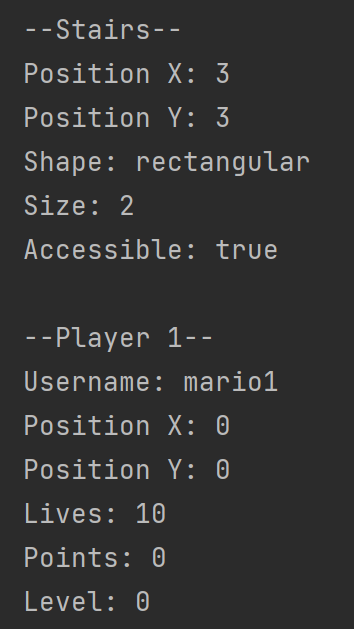 --Stairs--
Position X: 3
Position Y: 3
Shape: rectangular
Size: 2
Accessible: true

--Player 1--
Username: mario1
Position X: 0
Position Y: 0
Lives: 10
Points: 0
Level: 0